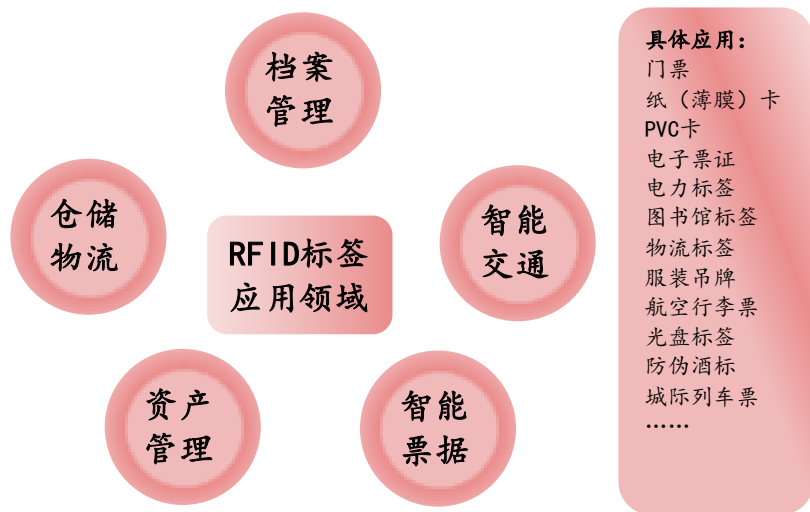 档案
管理
仓储
物流
RFID标签
应用领域
智能
交通
资产
管理
智能
票据
具体应用：
门票
纸（薄膜）卡
PVC卡
电子票证
电力标签
图书馆标签
物流标签
服装吊牌
航空行李票
光盘标签
防伪酒标
城际列车票
……